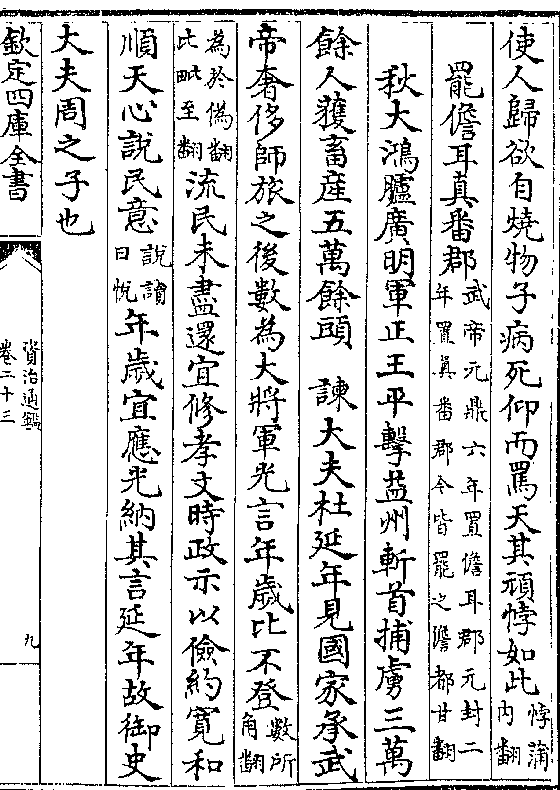 使人歸欲自燒物子病死仰而罵天其頑悖如此悖蒲内翻
罷儋耳真番郡武帝元鼎六年置儋耳郡元封二年置真番郡今皆罷之儋都甘翻
秋大鴻臚廣明軍正王平擊益州斬首捕虜三萬
餘人獲畜産五萬餘頭 諫大夫杜延年見國家承武
帝奢侈師旅之後數為大將軍光言年歲比不登數所角翻
為於偽翻比毗至翻流民未盡還宜修孝文時政示以儉約寛和
順天心說民意說讀曰悅年歲宜應光納其言延年故御史
大夫周之子也
欽定四庫全書
資治通鑑
卷二十三
九